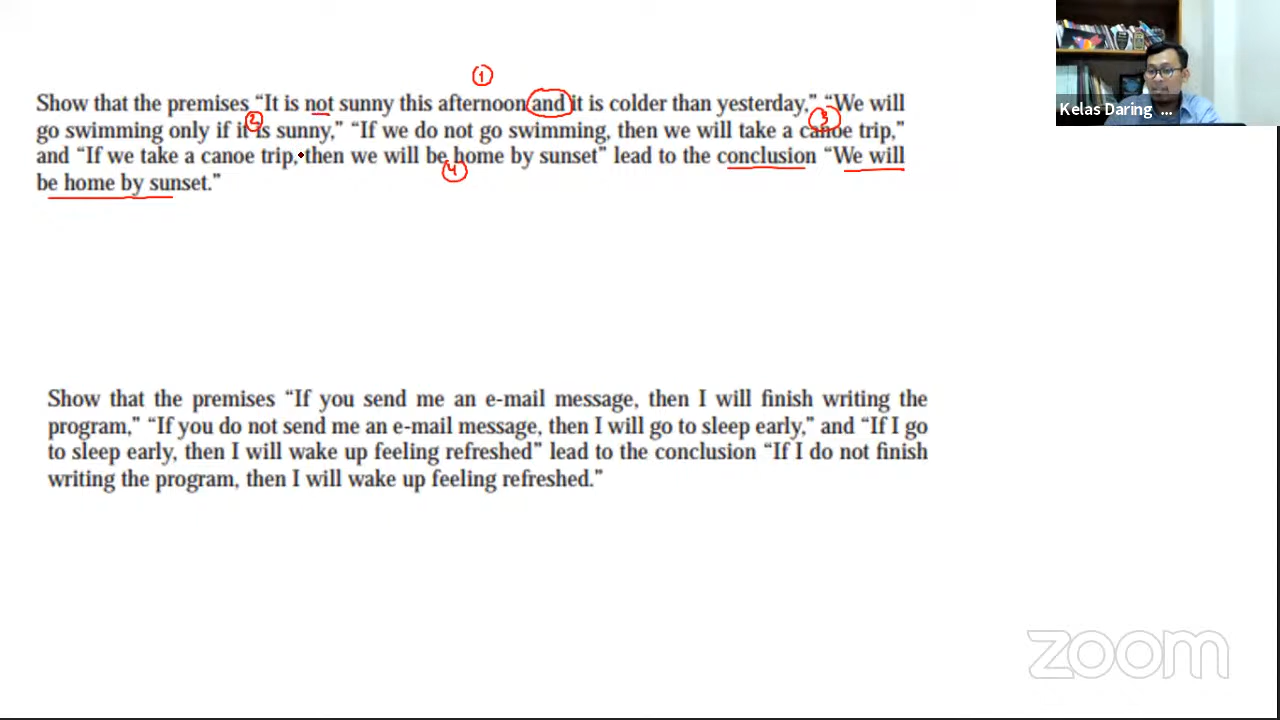 ①
Show that the premises “It is not sunny this afternoon and it is colder than yesterday,” “We will
②
③
go swimming only if it is sunny,” “If we do not go swimming, then we will take a canoe trip,”
and “If we take a canoe trip, then we will be home by sunset” lead to the conclusion “We will
④
be home by sunset.”
Show that the premises “If you send me an e-mail message, then I will finish writing the
program,” “If you do not send me an e-mail message, then I will go to sleep early,” and “If I go
to sleep early, then I will wake up feeling refreshed” lead to the conclusion “If I do not finish
writing the program, then I will wake up feeling refreshed.”
Kelas Daring ...
zoom